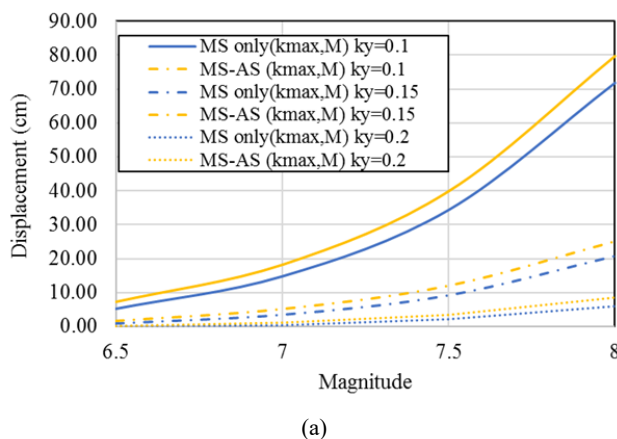 90.00
80.00
70.00
60.00
50.00
40.00
30.00
20.00
10.00
0.00
Displacement (cm)
MS only(kmax,M) ky=0.1
MS-AS (kmax,M) ky=0.1
MS only(kmax,M) ky=0.15
MS-AS (kmax,M) ky=0.15
MS only(kmax,M) ky=0.2
MS-AS (kmax,M) ky=0.2
6.5 7 7.5 8
Magnitude
(a)